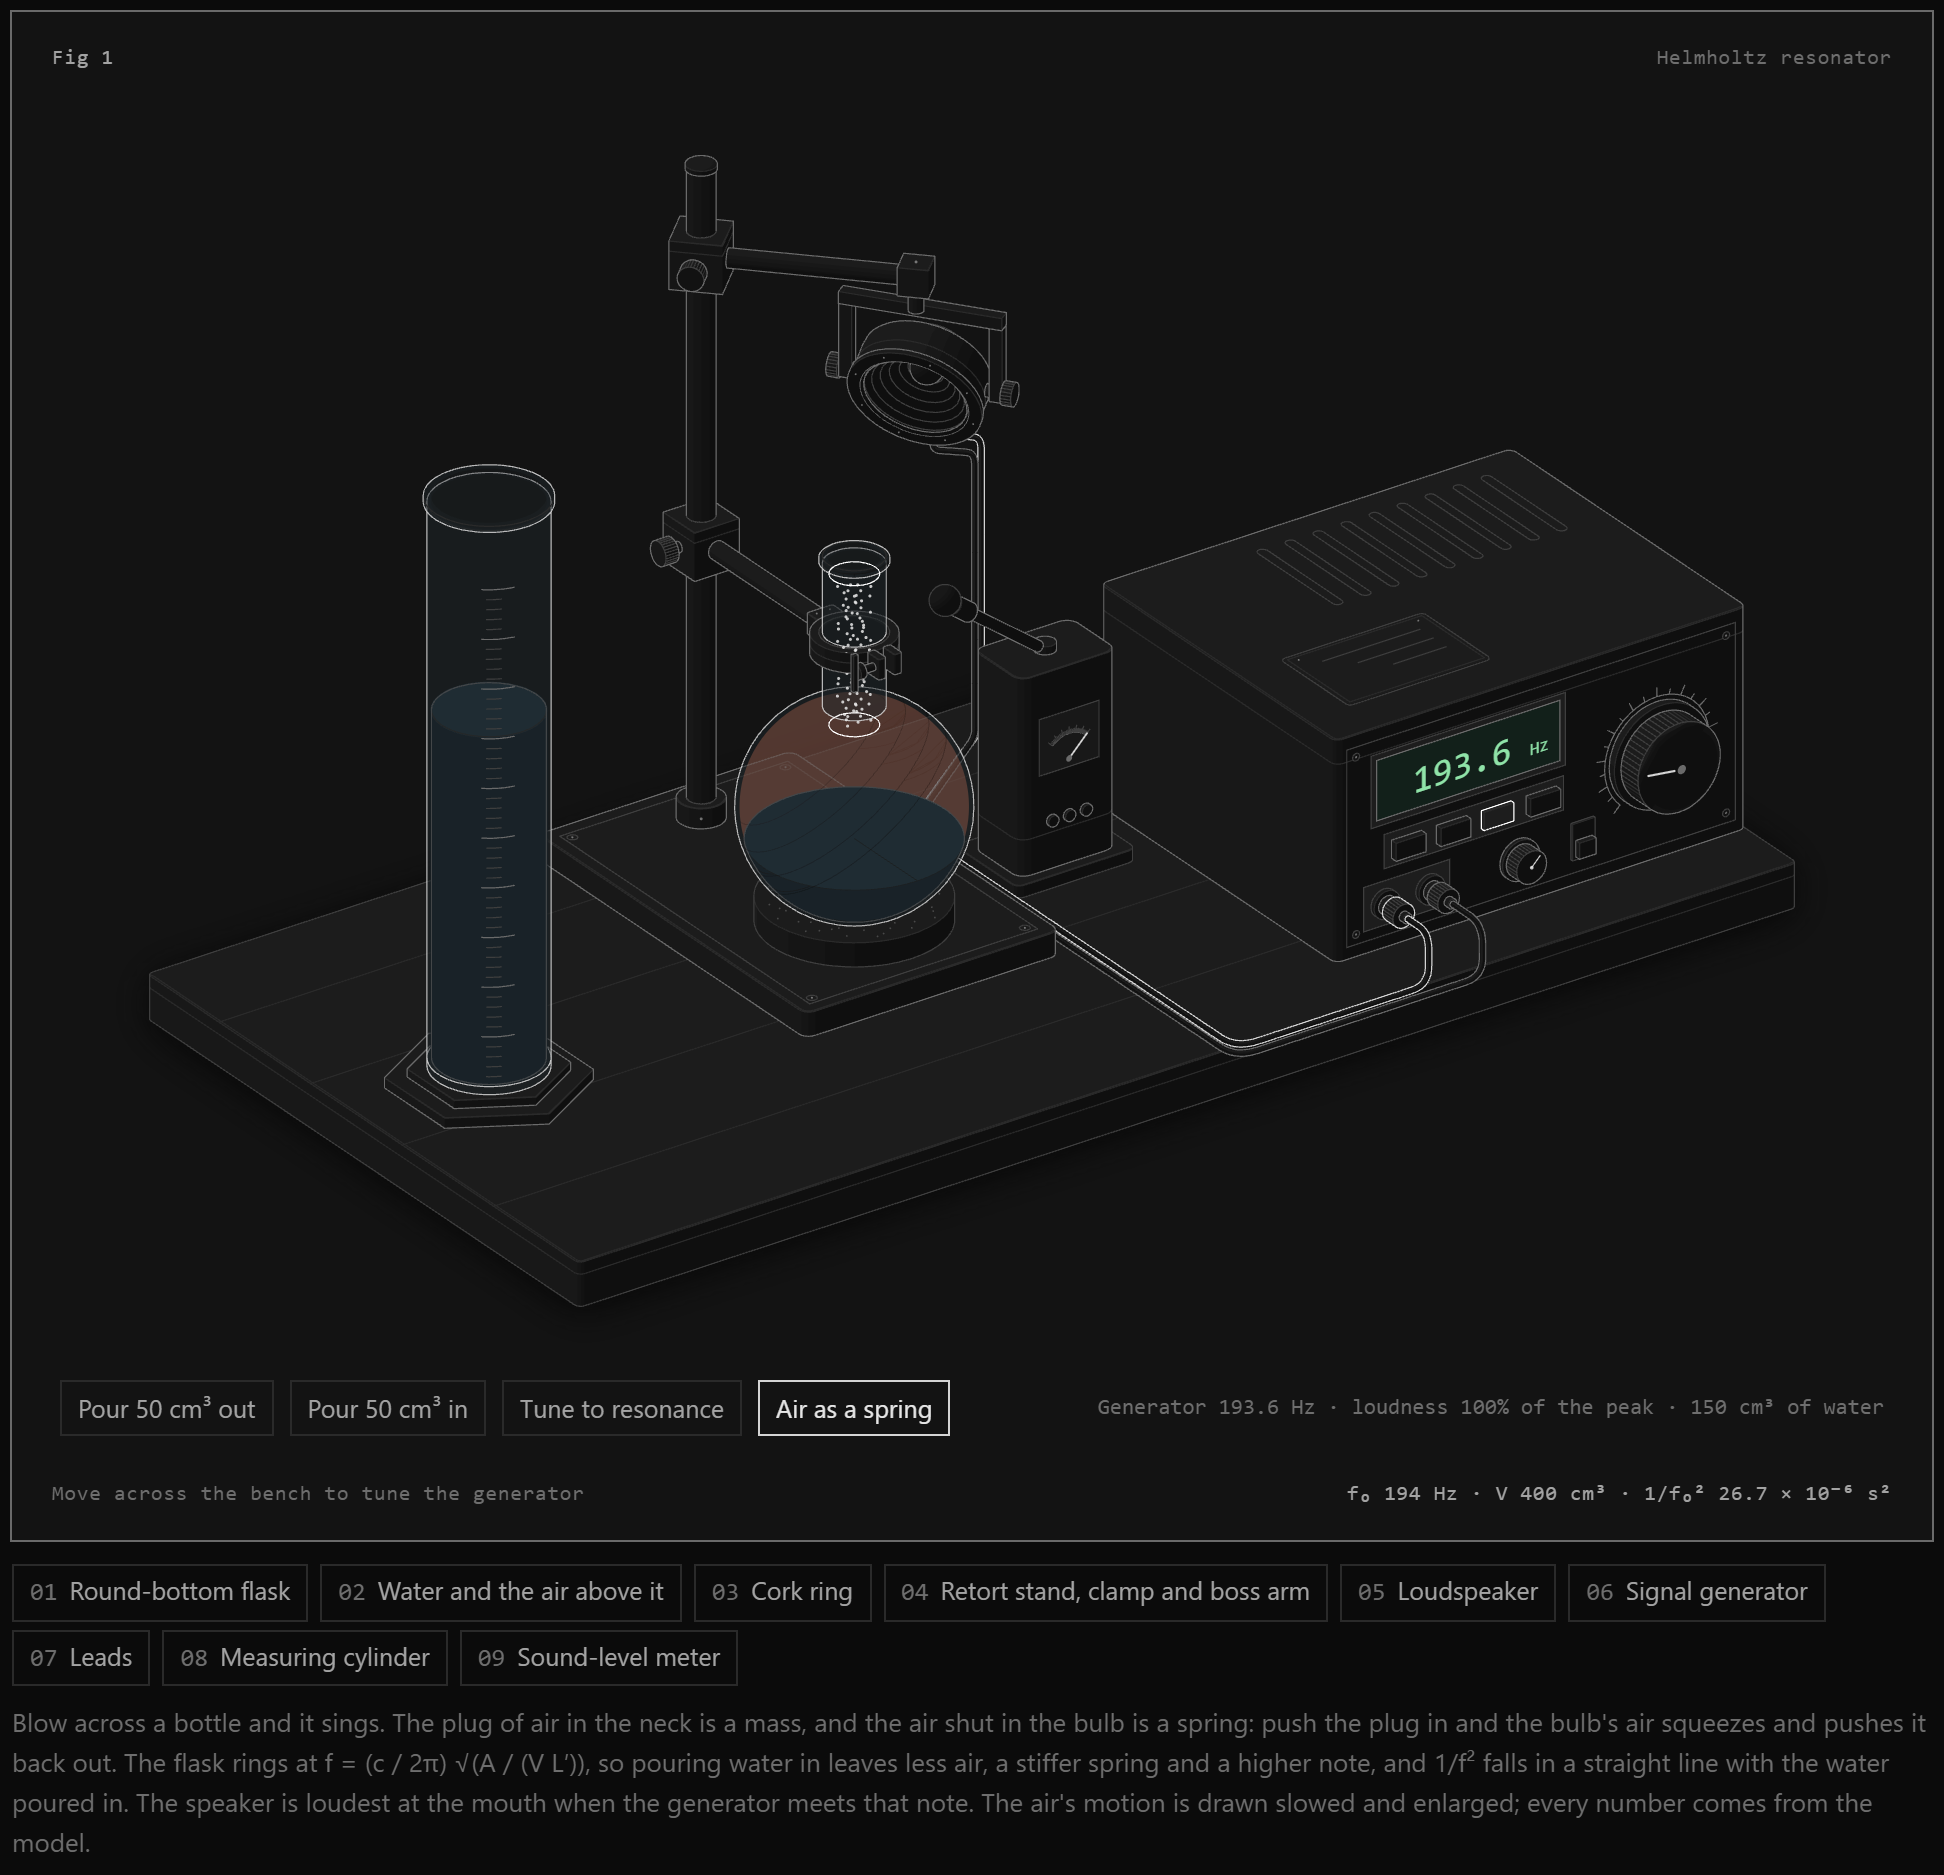 Fig 1
Helmholtz resonator
193.6 HZ
Pour 50 cm³ out
Pour 50 cm³ in
Tune to resonance
Air as a spring
Generator 193.6 Hz · loudness 100% of the peak · 150 cm³ of water
Move across the bench to tune the generator
f₀ 194 Hz · V 400 cm³ · 1/f₀² 26.7 × 10⁻⁶ s²
01 Round-bottom flask
02 Water and the air above it
03 Cork ring
04 Retort stand, clamp and boss arm
05 Loudspeaker
06 Signal generator
07 Leads
08 Measuring cylinder
09 Sound-level meter
Blow across a bottle and it sings. The plug of air in the neck is a mass, and the air shut in the bulb is a spring: push the plug in and the bulb's air squeezes and pushes it
back out. The flask rings at f = (c / 2π) √(A / (V L′)), so pouring water in leaves less air, a stiffer spring and a higher note, and 1/f² falls in a straight line with the water
poured in. The speaker is loudest at the mouth when the generator meets that note. The air's motion is drawn slowed and enlarged; every number comes from the
model.